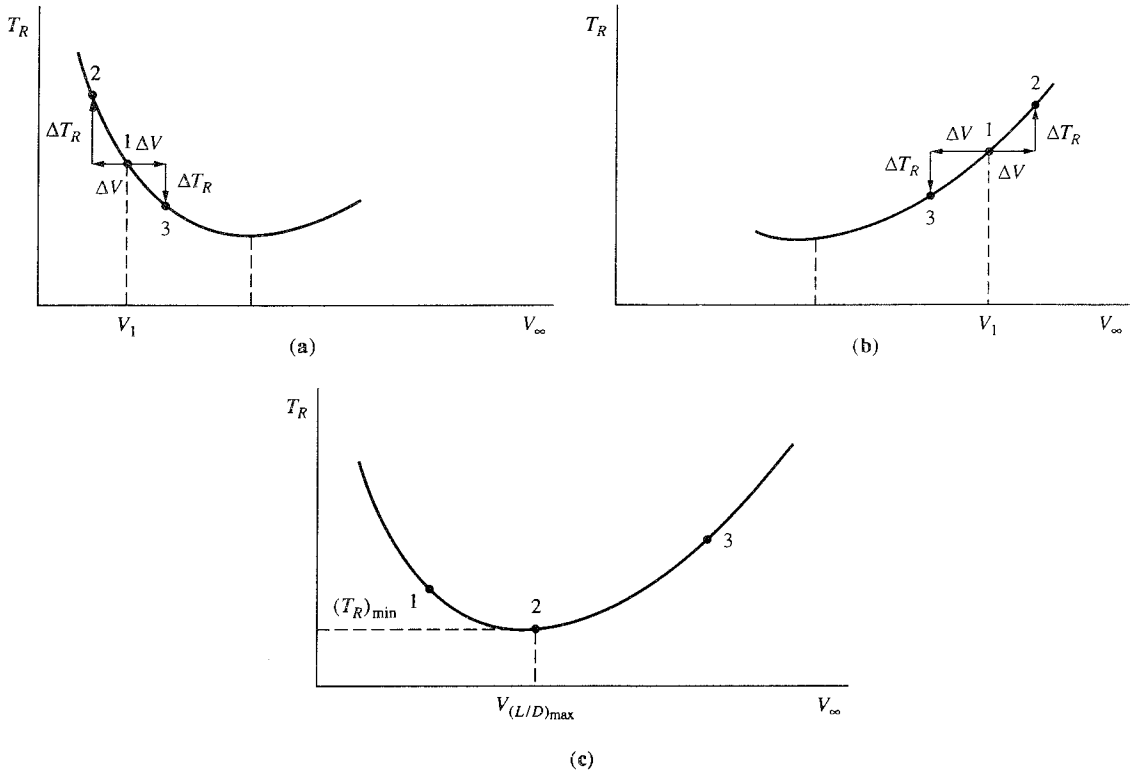 T_R
2
ΔT_R
1
ΔV
ΔV
ΔT_R
3
V_1
V_∞
(a)
T_R
2
ΔV
1
ΔT_R
ΔT_R
ΔV
3
V_1
V_∞
(b)
T_R
3
1
(T_R)_min
2
V_(L/D)_max
V_∞
(c)